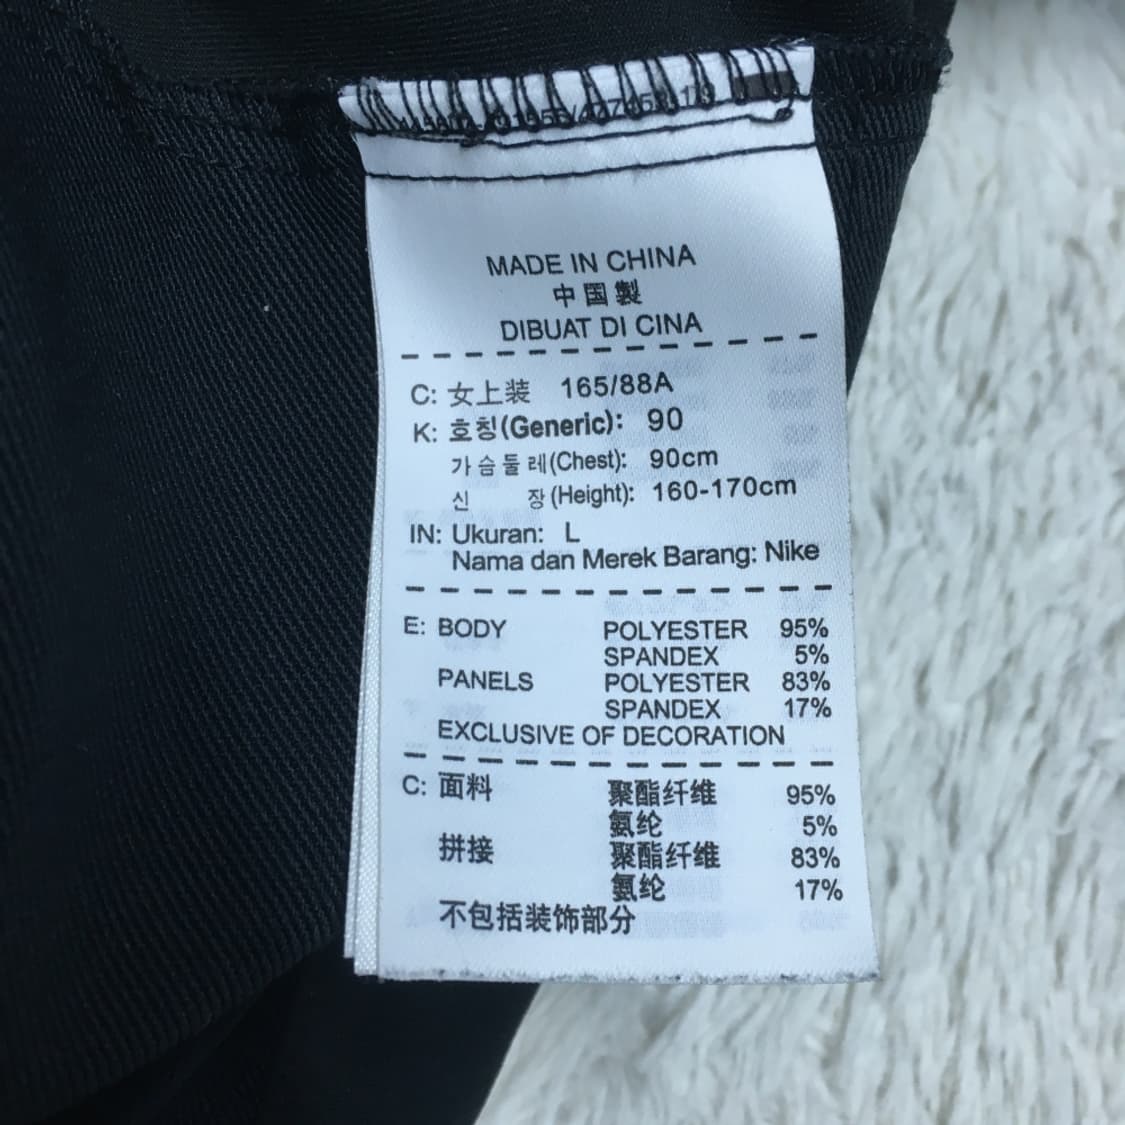 MADE IN CHINA
中国製
DIBUAT DI CINA
C: 女上装 165/88A
K: 호칭(Generic): 90
가슴둘레(Chest): 90cm
신 장(Height): 160-170cm
IN: Ukuran: L
Nama dan Merek Barang: Nike
E: BODY POLYESTER 95%
SPANDEX 5%
PANELS POLYESTER 83%
SPANDEX 17%
EXCLUSIVE OF DECORATION
C: 面料 聚酯纤维 95%
氨纶 5%
拼接 聚酯纤维 83%
氨纶 17%
不包括装饰部分